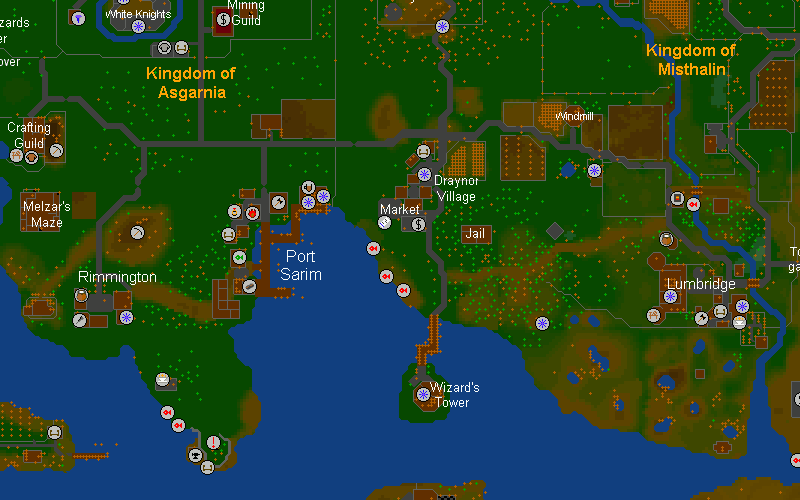 White Knights
Mining
Guild
Kingdom of
Asgarnia
Kingdom of
Misthalin
Windmill
Crafting
Guild
Draynor
Village
Market
Jail
Melzar's
Maze
Port
Sarim
Rimmington
Lumbridge
Wizard's
Tower